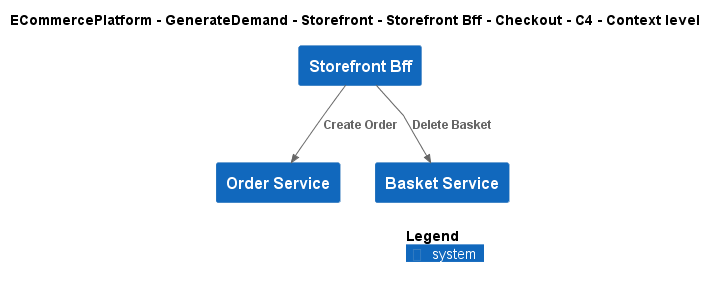 ECommercePlatform - GenerateDemand - Storefront - Storefront Bff - Checkout - C4 - Context level
Storefront Bff
Create Order
Delete Basket
Order Service
Basket Service
Legend
system